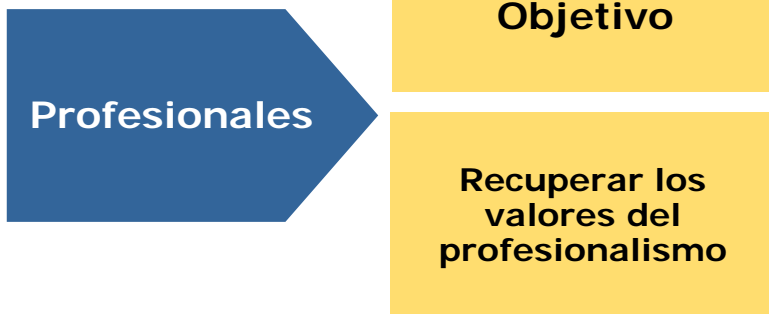 Objetivo
Profesionales
Recuperar los
valores del
profesionalismo